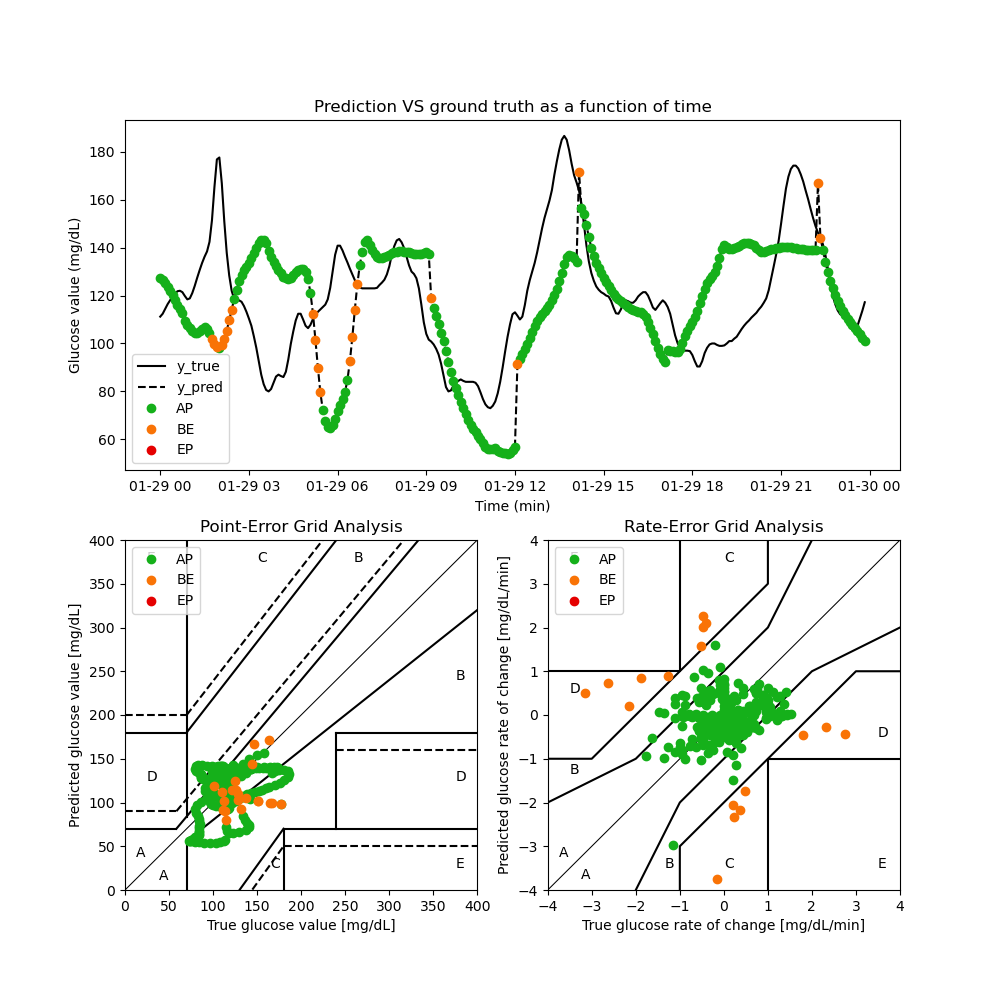 Prediction VS ground truth as a function of time
Glucose value (mg/dL)
180
160
140
120
100
80
60
y_true
y_pred
AP
BE
EP
01-29 00 01-29 03 01-29 06 01-29 09 01-29 12 01-29 15 01-29 18 01-29 21 01-30 00
Time (min)
Point-Error Grid Analysis
Predicted glucose value [mg/dL]
400
350
300
250
200
150
100
50
0
AP
BE
EP
C B
B
D D
A
A
C E
0 50 100 150 200 250 300 350 400
True glucose value [mg/dL]
Rate-Error Grid Analysis
Predicted glucose rate of change [mg/dL/min]
4
3
2
1
0
−1
−2
−3
−4
AP
BE
EP
C
D
D
B
A
A
B C E
−4 −3 −2 −1 0 1 2 3 4
True glucose rate of change [mg/dL/min]